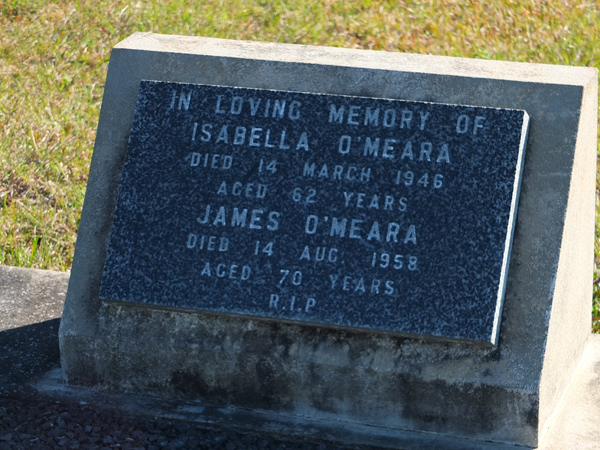 IN LOVING MEMORY OF
ISABELLA O'MEARA
DIED 14 MARCH 1946
AGED 62 YEARS
JAMES O'MEARA
DIED 14 AUG. 1958
AGED 70 YEARS
R.I.P